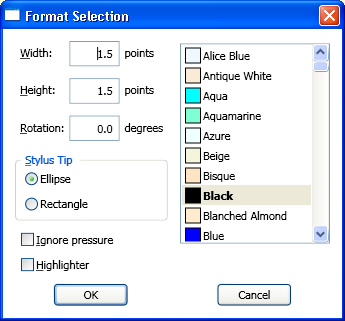 Format Selection
Width: 1.5 points
Height: 1.5 points
Rotation: 0.0 degrees
Stylus Tip
Ellipse
Rectangle
Ignore pressure
Highlighter
Alice Blue
Antique White
Aqua
Aquamarine
Azure
Beige
Bisque
Black
Blanched Almond
Blue
OK
Cancel